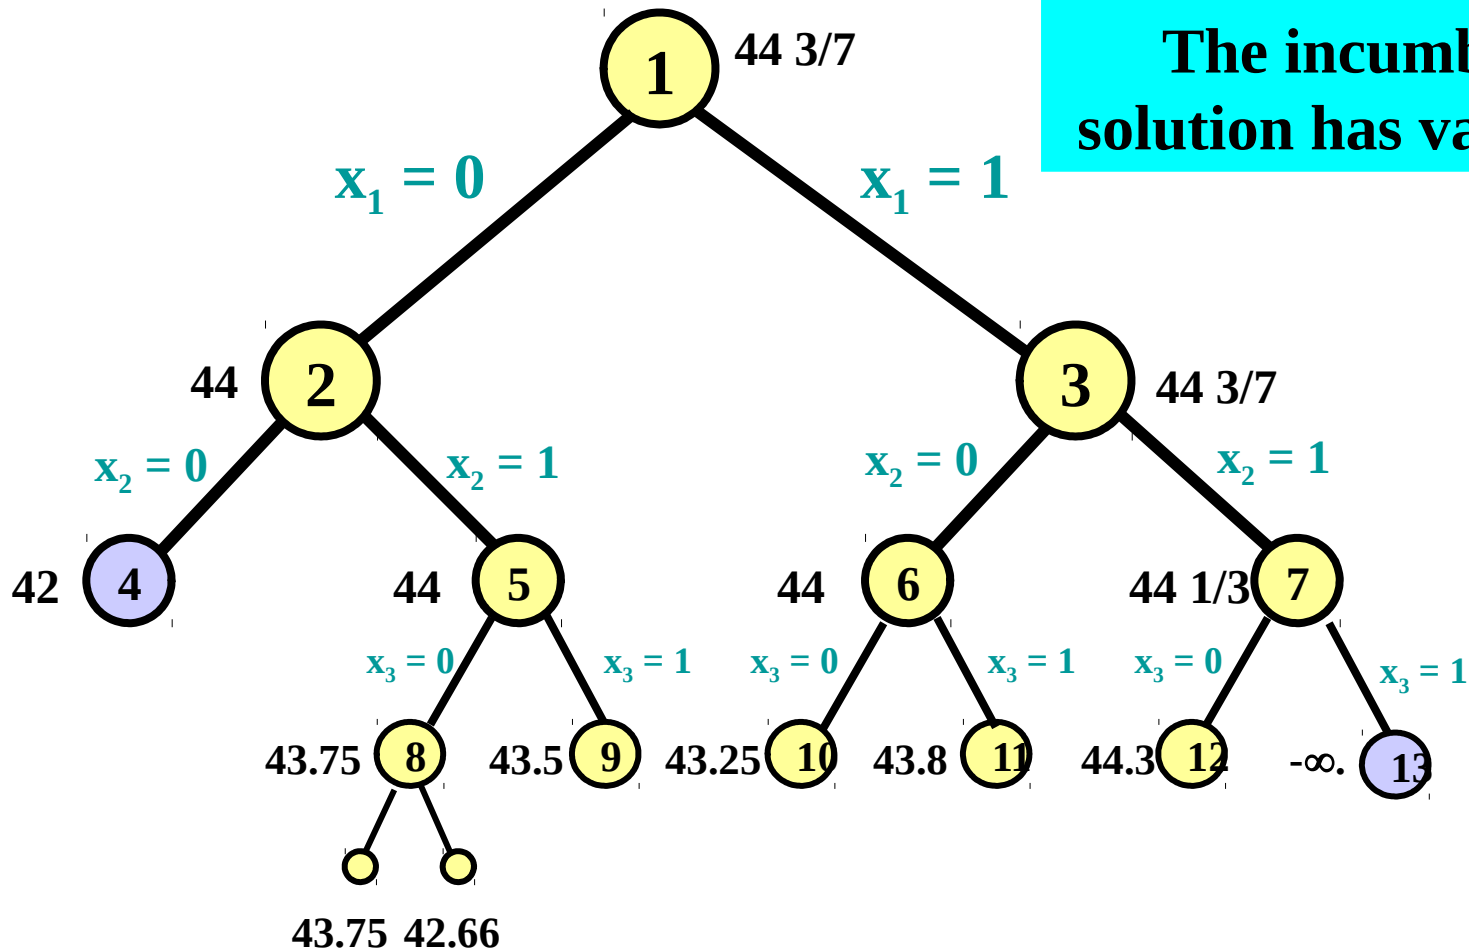 1
44 3/7
The incumb
solution has va
x1 = 0
x1 = 1
44
2
3
44 3/7
x2 = 0
x2 = 1
x2 = 0
x2 = 1
42
4
44
5
44
6
44 1/3
7
x3 = 0
x3 = 1
x3 = 0
x3 = 1
x3 = 0
x3 = 1
43.75
8
43.5
9
43.25
10
43.8
11
44.3
12
-∞.
13
43.75
42.66